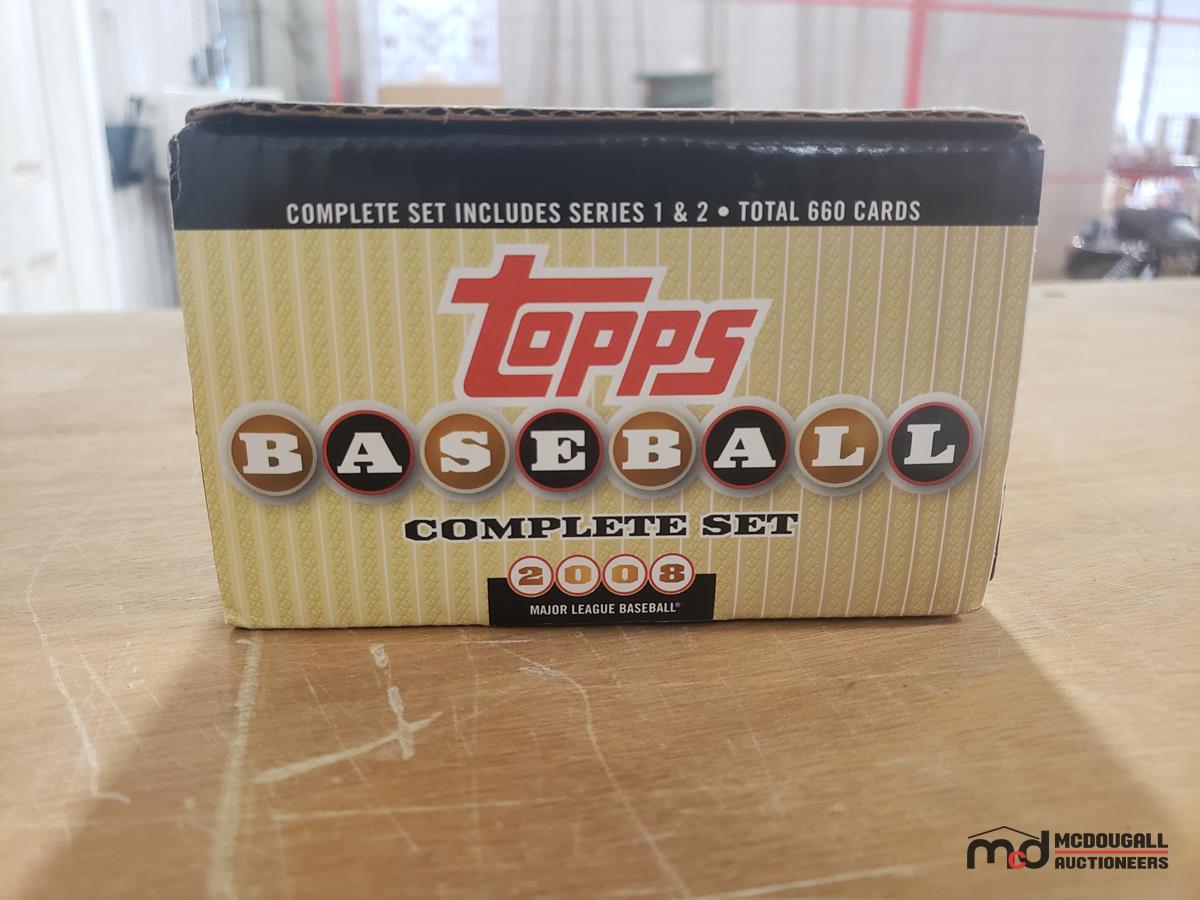 COMPLETE SET INCLUDES SERIES 1 & 2 • TOTAL 660 CARDS
TOPPS
BASEBALL
COMPLETE SET
2008
MAJOR LEAGUE BASEBALL®
mcd MCDOUGALL
AUCTIONEERS